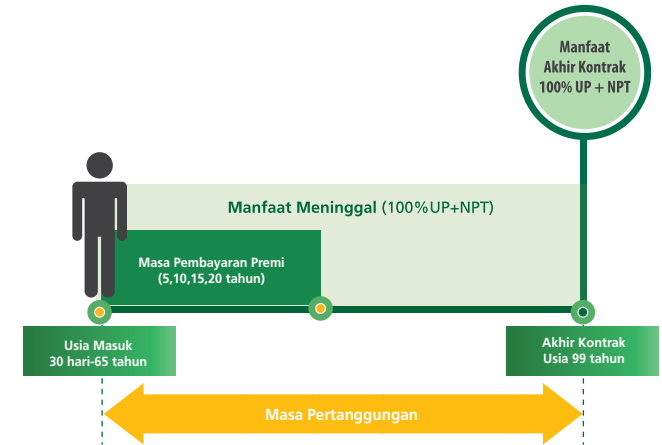 Manfaat
Akhir Kontrak
100% UP + NPT
Manfaat Meninggal (100%UP+NPT)
Masa Pembayaran Premi
(5,10,15,20 tahun)
Usia Masuk
30 hari-65 tahun
Akhir Kontrak
Usia 99 tahun
Masa Pertanggungan